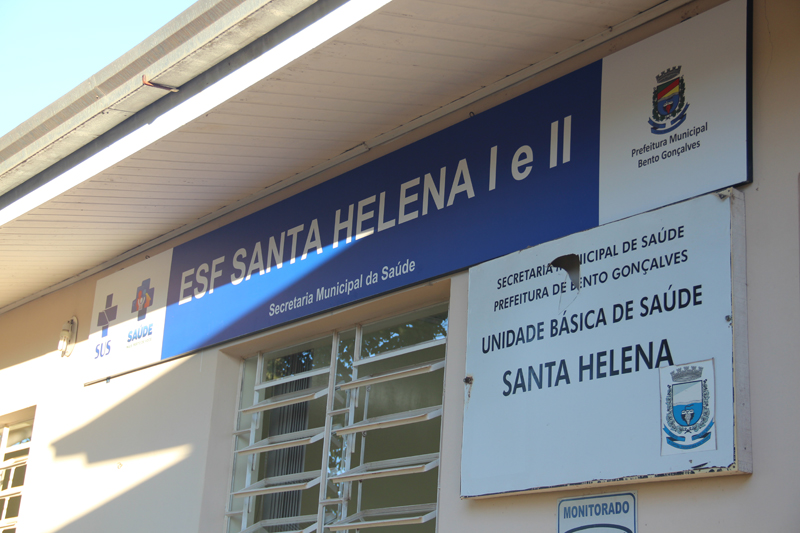 SUS
SAÚDE
ESF SANTA HELENA I e II
Secretaria Municipal da Saúde
Prefeitura Municipal
Bento Gonçalves
SECRETARIA MUNICIPAL DE SAÚDE
PREFEITURA DE BENTO GONÇALVES
UNIDADE BÁSICA DE SAÚDE
SANTA HELENA
MONITORADO